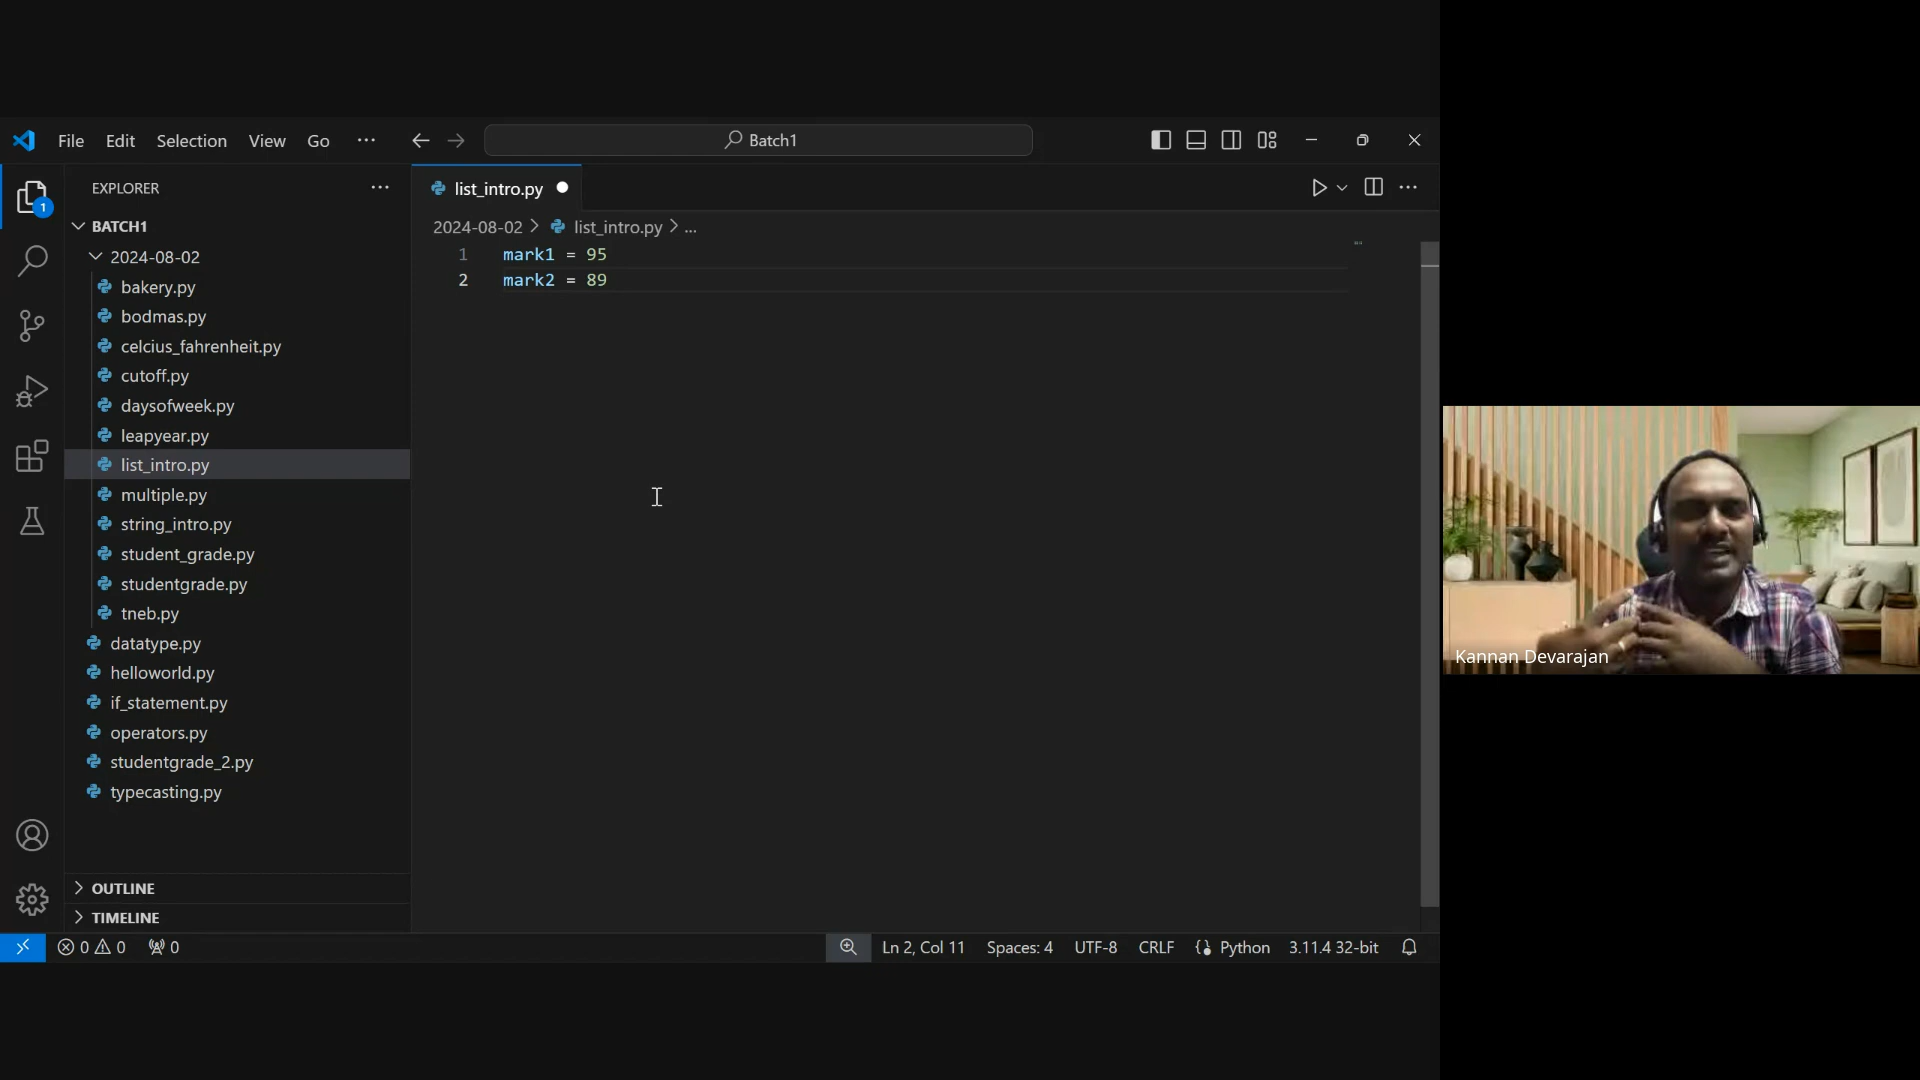 File Edit Selection View Go ... Batch1
EXPLORER ...
list_intro.py
1
BATCH1
2024-08-02 > list_intro.py > ...
2024-08-02
1 mark1 = 95
2 mark2 = 89
bakery.py
bodmas.py
celcius_fahrenheit.py
cutoff.py
daysofweek.py
leapyear.py
list_intro.py
multiple.py
string_intro.py
student_grade.py
studentgrade.py
tneb.py
datatype.py
helloworld.py
if_statement.py
operators.py
studentgrade_2.py
typecasting.py
OUTLINE
TIMELINE
0 0 0 Ln 2, Col 11 Spaces: 4 UTF-8 CRLF Python 3.11.4 32-bit
Kannan Devarajan